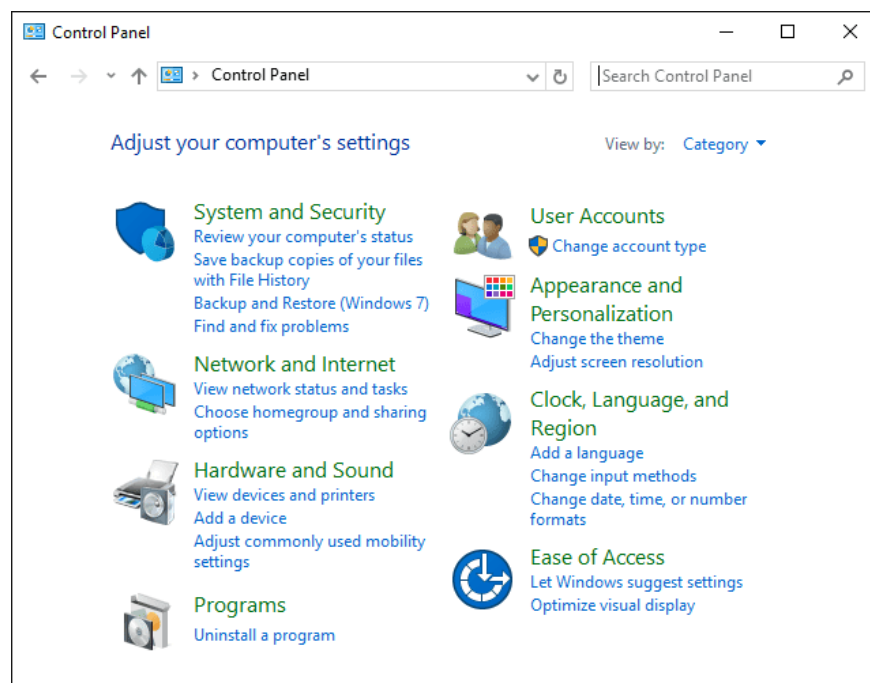 Control Panel
Control Panel
Search Control Panel
Adjust your computer's settings
View by: Category
System and Security
Review your computer's status
Save backup copies of your files
with File History
Backup and Restore (Windows 7)
Find and fix problems
Network and Internet
View network status and tasks
Choose homegroup and sharing
options
Hardware and Sound
View devices and printers
Add a device
Adjust commonly used mobility
settings
Programs
Uninstall a program
User Accounts
Change account type
Appearance and
Personalization
Change the theme
Adjust screen resolution
Clock, Language, and
Region
Add a language
Change input methods
Change date, time, or number
formats
Ease of Access
Let Windows suggest settings
Optimize visual display